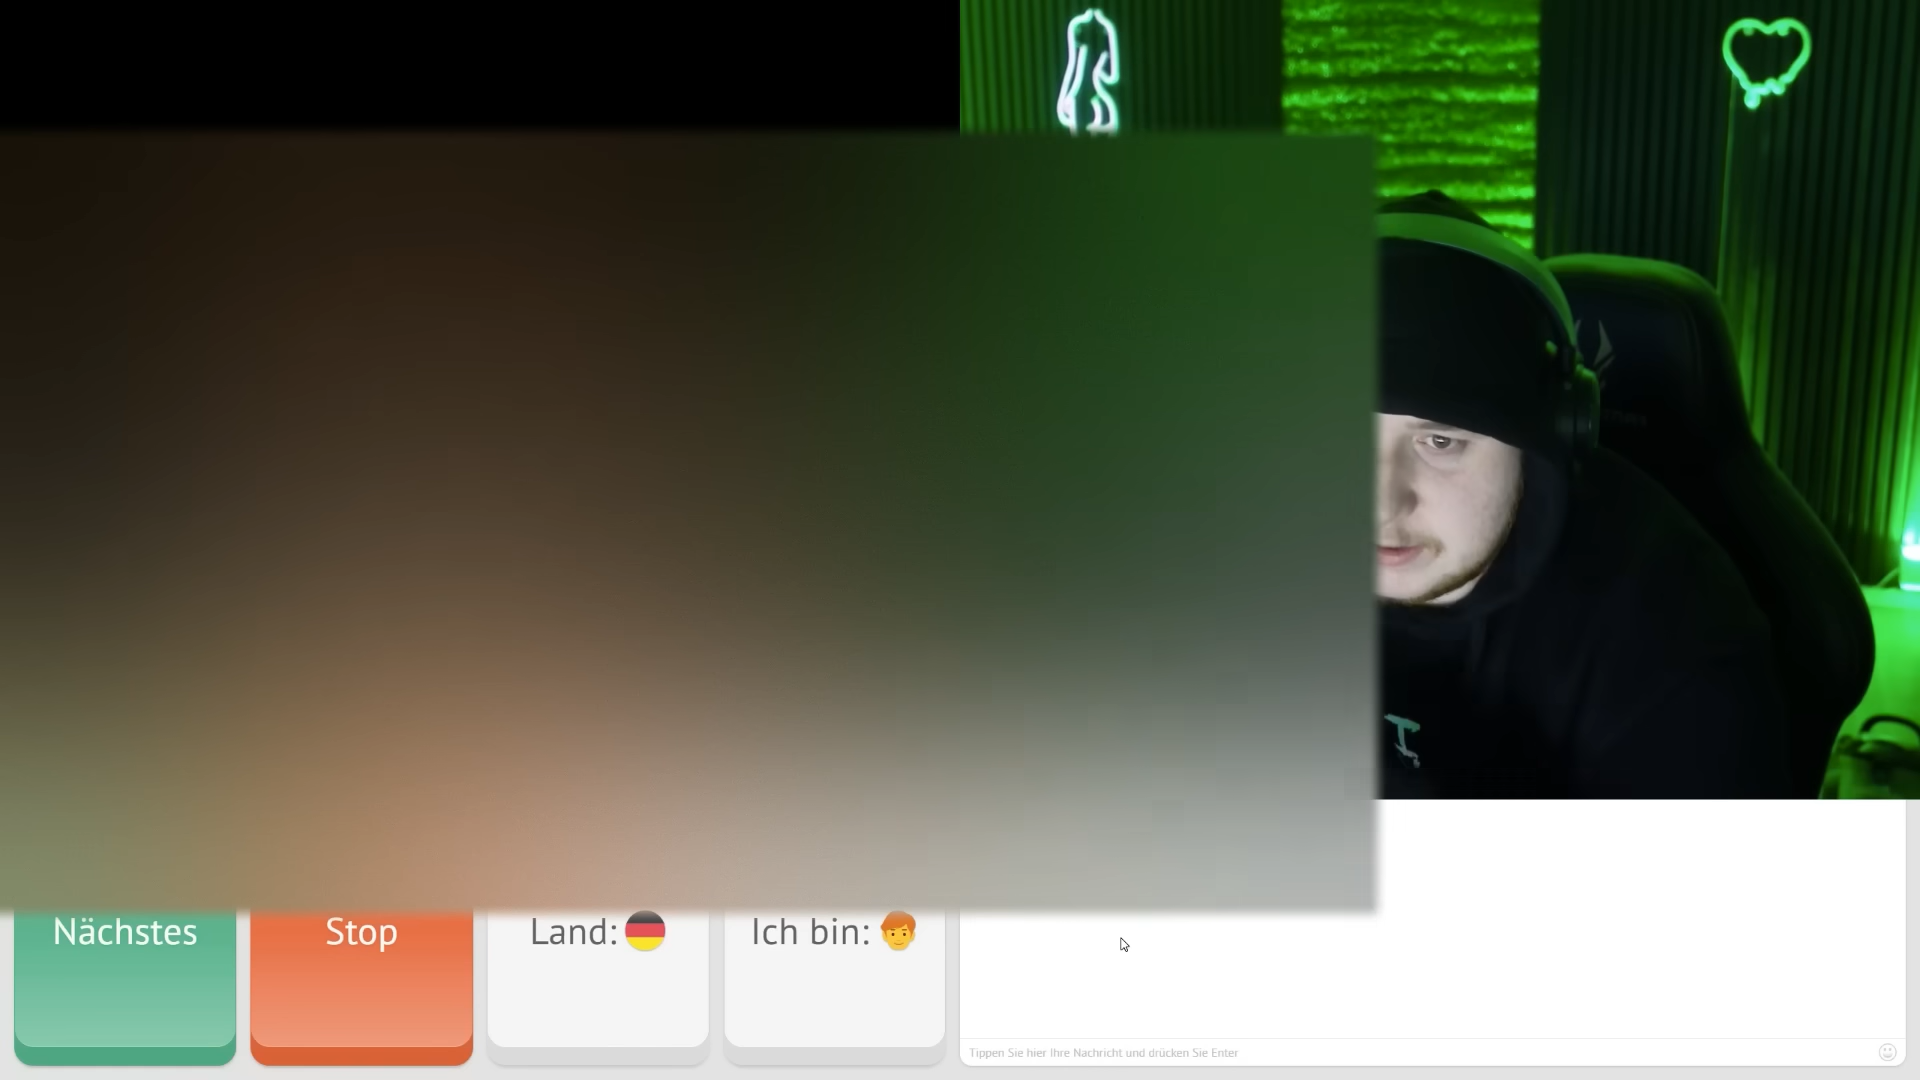 Nächstes
Stop
Land:
Ich bin:
Tippen Sie hier Ihre Nachricht und drücken Sie Enter